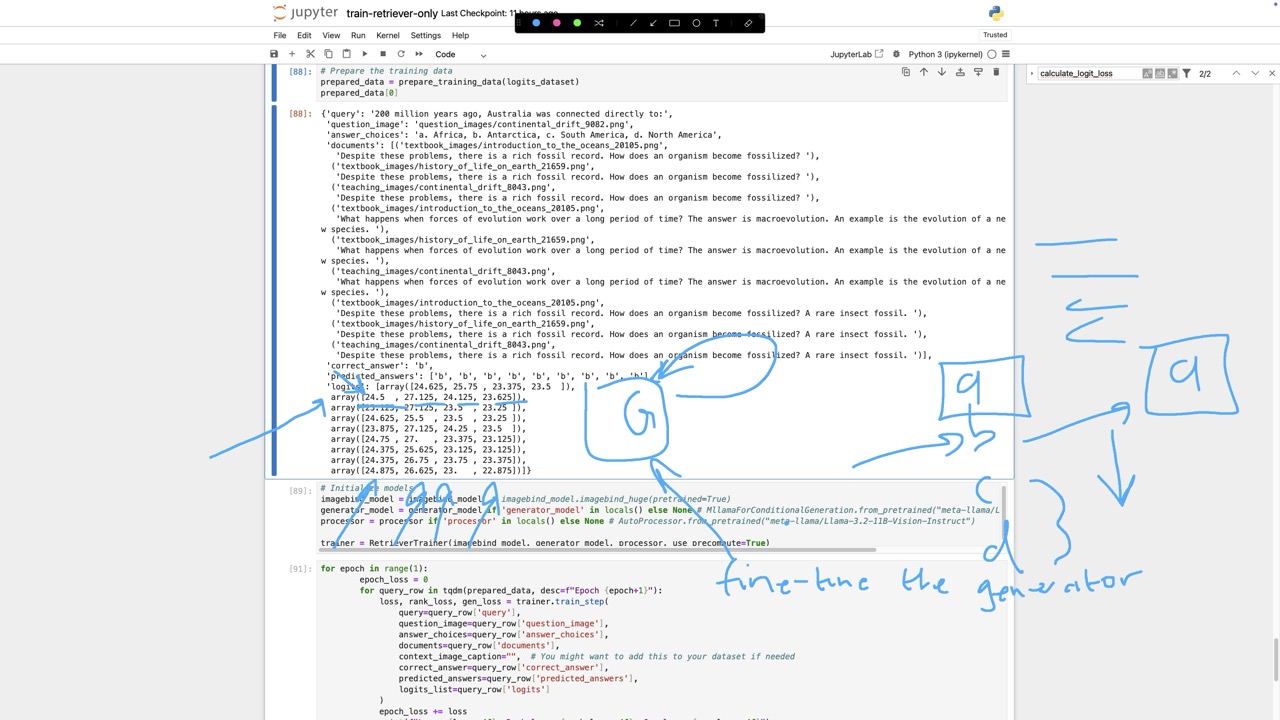 jupyter train-retriever-only Last Checkpoint: 11 hours ago
File Edit View Run Kernel Settings Help
Trusted
Code
JupyterLab
Python 3 (ipykernel)
calculate_logit_loss
2/2
[88]:
# Prepare the training data
prepared_data = prepare_training_data(logits_dataset)
prepared_data[0]
[88]:
{'query': '200 million years ago, Australia was connected directly to:',
'question_image': 'question_images/continental_drift_9082.png',
'answer_choices': 'a. Africa, b. Antarctica, c. South America, d. North America',
'documents': [('textbook_images/introduction_to_the_oceans_20105.png',
'Despite these problems, there is a rich fossil record. How does an organism become fossilized? '),
('textbook_images/history_of_life_on_earth_21659.png',
'Despite these problems, there is a rich fossil record. How does an organism become fossilized? '),
('teaching_images/continental_drift_8043.png',
'Despite these problems, there is a rich fossil record. How does an organism become fossilized? '),
('textbook_images/introduction_to_the_oceans_20105.png',
'What happens when forces of evolution work over a long period of time? The answer is macroevolution. An example is the evolution of a ne
w species. '),
('textbook_images/history_of_life_on_earth_21659.png',
'What happens when forces of evolution work over a long period of time? The answer is macroevolution. An example is the evolution of a ne
w species. '),
('teaching_images/continental_drift_8043.png',
'What happens when forces of evolution work over a long period of time? The answer is macroevolution. An example is the evolution of a ne
w species. '),
('textbook_images/introduction_to_the_oceans_20105.png',
'Despite these problems, there is a rich fossil record. How does an organism become fossilized? A rare insect fossil. '),
('textbook_images/history_of_life_on_earth_21659.png',
'Despite these problems, there is a rich fossil record. How does an organism become fossilized? A rare insect fossil. '),
('teaching_images/continental_drift_8043.png',
'Despite these problems, there is a rich fossil record. How does an organism become fossilized? A rare insect fossil. ')],
'correct_answer': 'b',
'predicted_answers': ['b', 'b', 'b', 'b', 'b', 'b', 'b', 'b', 'b'],
'logits': [array([24.625, 25.75 , 23.375, 23.5 ]),
array([24.5 , 27.125, 24.125, 23.625]),
array([23.125, 27.125, 23.5 , 23.25 ]),
array([24.625, 25.5 , 23.5 , 23.25 ]),
array([23.875, 27.125, 24.25 , 23.5 ]),
array([24.75 , 27. , 23.375, 23.125]),
array([24.375, 25.625, 23.125, 23.125]),
array([24.375, 26.75 , 23.75 , 23.375]),
array([24.875, 26.625, 23. , 22.875])]}
G
a
b
c
d
a
fine-tune the generator
[89]:
# Initialize models
imagebind_model = imagebind_model # imagebind_model.imagebind_huge(pretrained=True)
generator_model = generator_model if 'generator_model' in locals() else None # MllamaForConditionalGeneration.from_pretrained("meta-llama/L
processor = processor if 'processor' in locals() else None # AutoProcessor.from_pretrained("meta-llama/Llama-3.2-11B-Vision-Instruct")
trainer = RetrieverTrainer(imagebind_model, generator_model, processor, use_precompute=True)
[91]:
for epoch in range(1):
epoch_loss = 0
for query_row in tqdm(prepared_data, desc=f"Epoch {epoch+1}"):
loss, rank_loss, gen_loss = trainer.train_step(
query=query_row['query'],
question_image=query_row['question_image'],
answer_choices=query_row['answer_choices'],
documents=query_row['documents'],
context_image_caption="", # You might want to add this to your dataset if needed
correct_answer=query_row['correct_answer'],
predicted_answers=query_row['predicted_answers'],
logits_list=query_row['logits']
)
epoch_loss += loss